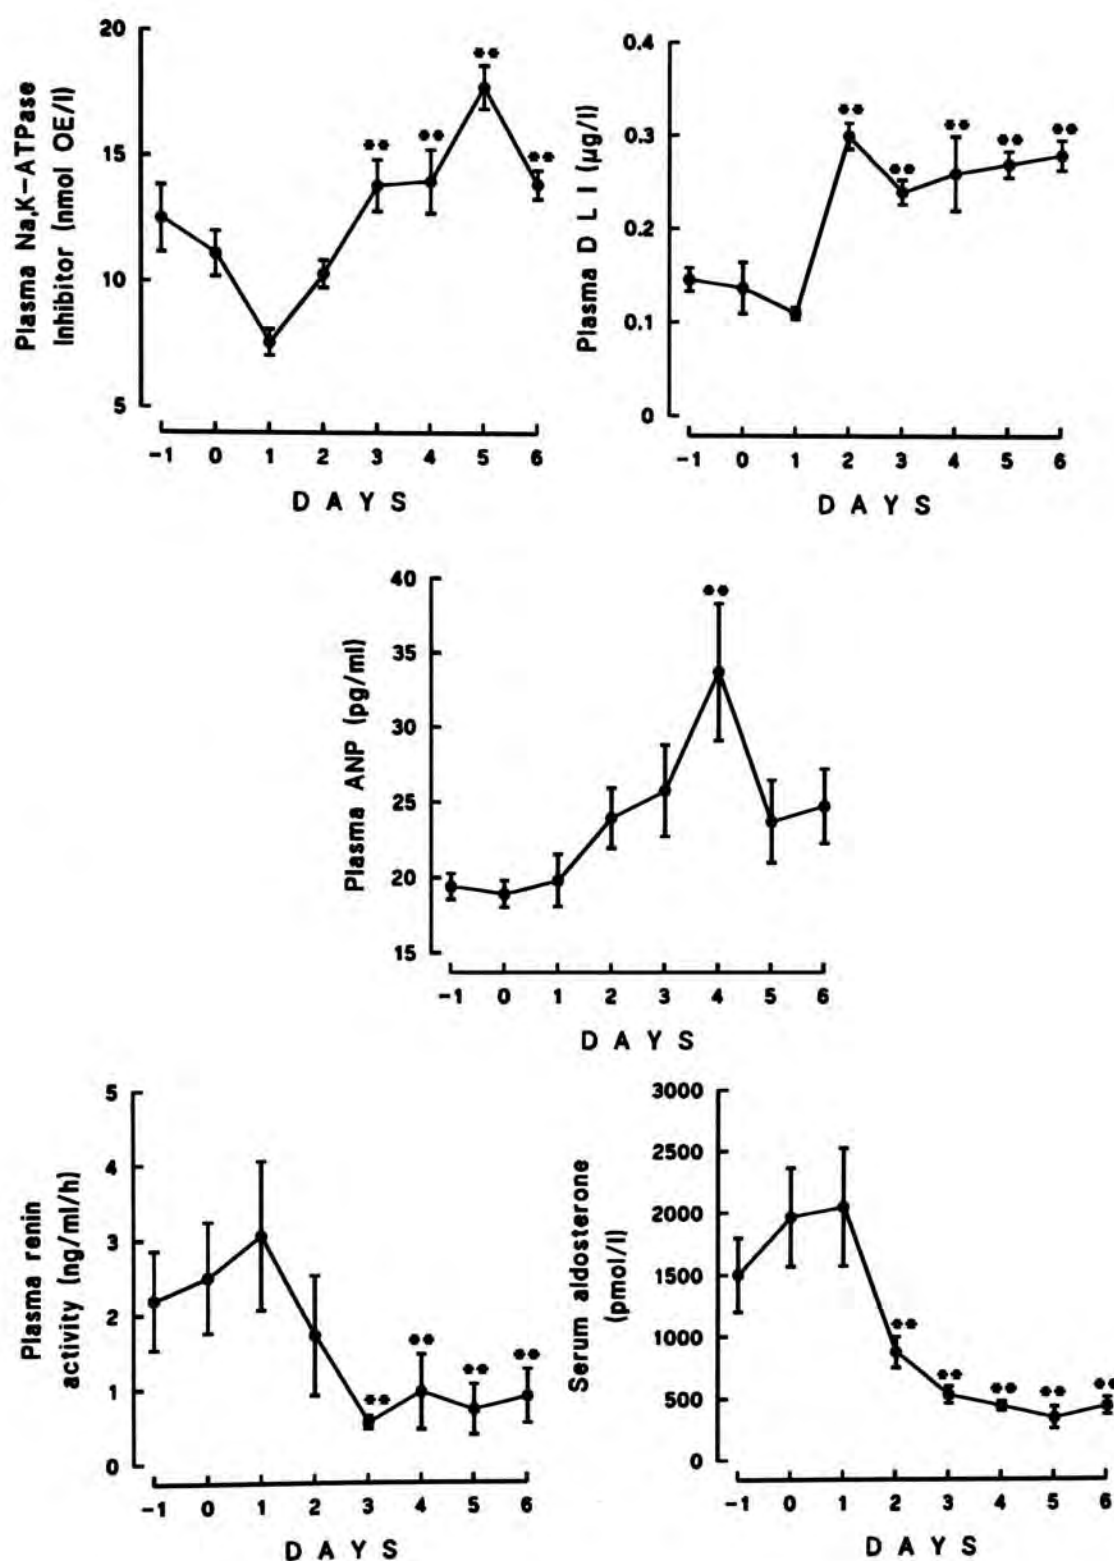 Plasma Na,K-ATPase
Inhibitor (nmol OE/l)
20
15
10
5
** ** ** **
-1 0 1 2 3 4 5 6
D A Y S
Plasma D L I (µg/l)
0.4
0.3
0.2
0.1
0
** ** ** ** **
-1 0 1 2 3 4 5 6
D A Y S
Plasma ANP (pg/ml)
40
35
30
25
20
15
**
-1 0 1 2 3 4 5 6
D A Y S
Plasma renin
activity (ng/ml/h)
5
4
3
2
1
0
** ** ** **
-1 0 1 2 3 4 5 6
D A Y S
Serum aldosterone
(pmol/l)
3000
2500
2000
1500
1000
500
0
** ** ** ** **
-1 0 1 2 3 4 5 6
D A Y S